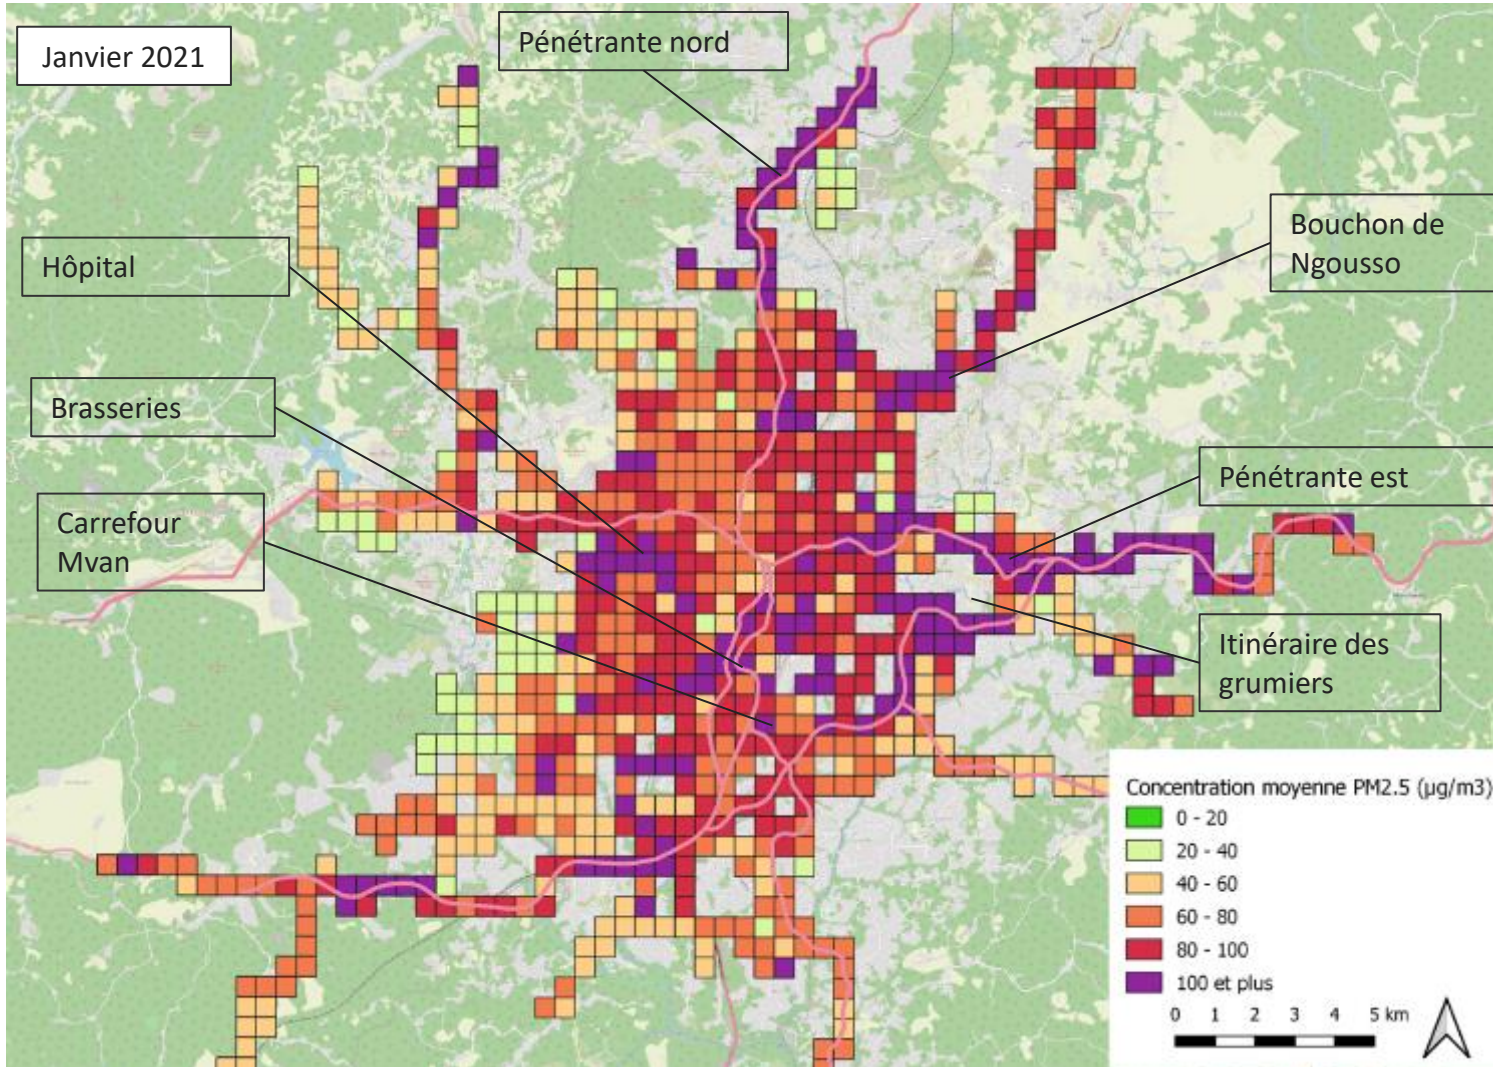 Janvier 2021
Pénétrante nord
Bouchon de
Ngousso
Hôpital
Brasseries
Carrefour
Mvan
Pénétrante est
Itinéraire des
grumiers
Concentration moyenne PM2.5 (µg/m3)
0 - 20
20 - 40
40 - 60
60 - 80
80 - 100
100 et plus
0 1 2 3 4 5 km